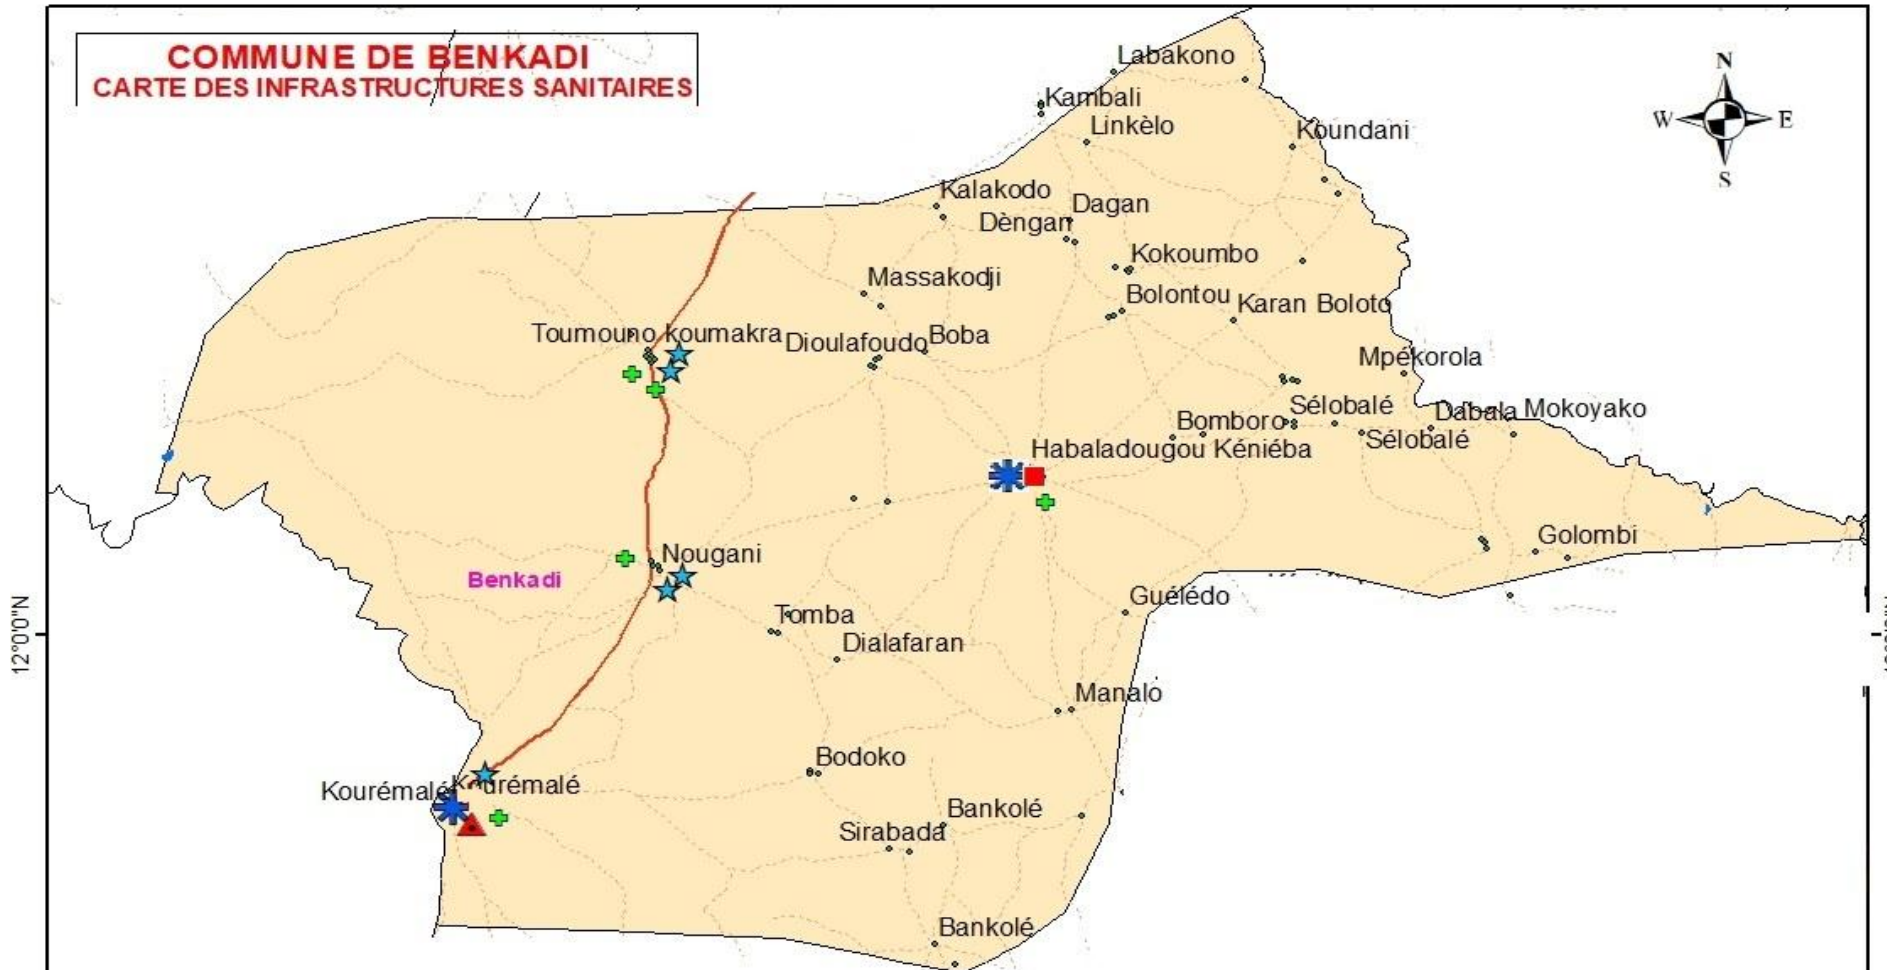 COMMUNE DE BENKADI
CARTE DES INFRASTRUCTURES SANITAIRES
N
W
E
S
Labakono
Kambali
Linkèlo
Koundani
Kalakodo
Dagan
Dèngan
Kokoumbo
Massakodji
Bolontou
Karan Boloto
Toumouno koumakra
Dioulafoudo
Boba
Mpékorola
Sélobalé
Dabala
Mokoyako
Bomboro
Sélobalé
Habaladougou Kéniéba
Golombi
Nougani
Benkadi
Guélédo
12°0'0"N
Tomba
Dialafaran
Manalo
Bodoko
Kourémalé
Kourémalé
Bankolé
Sirabada
Bankolé